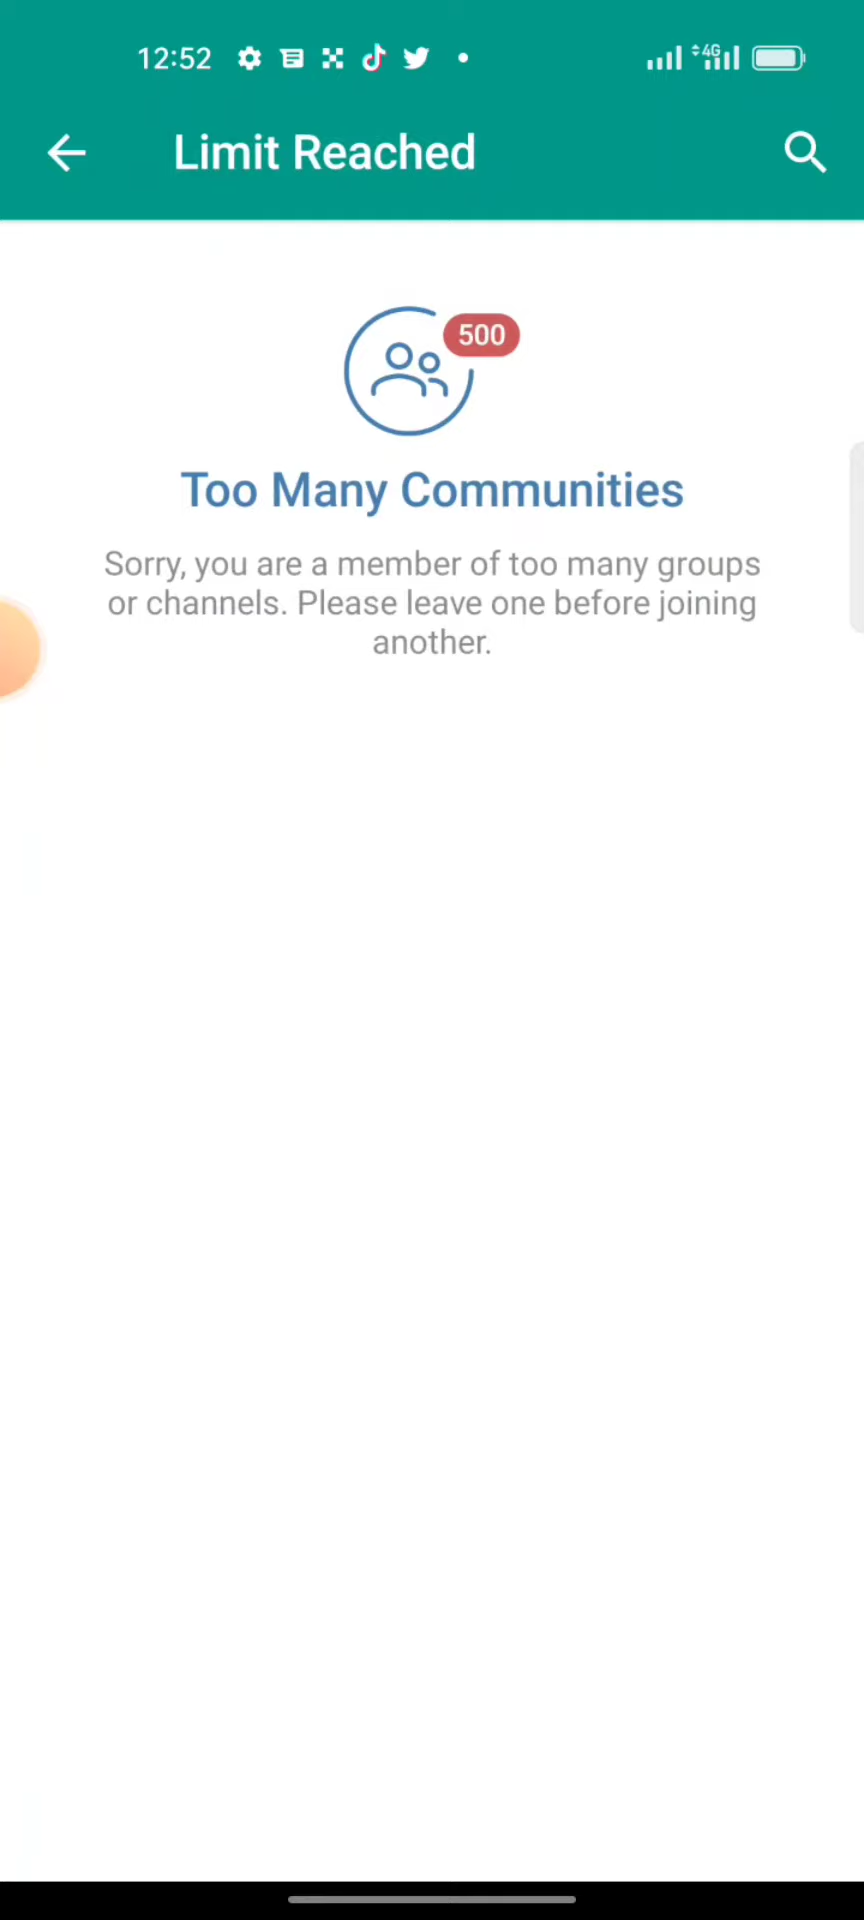 12:52 4G
Limit Reached
500
Too Many Communities
Sorry, you are a member of too many groups
or channels. Please leave one before joining
another.